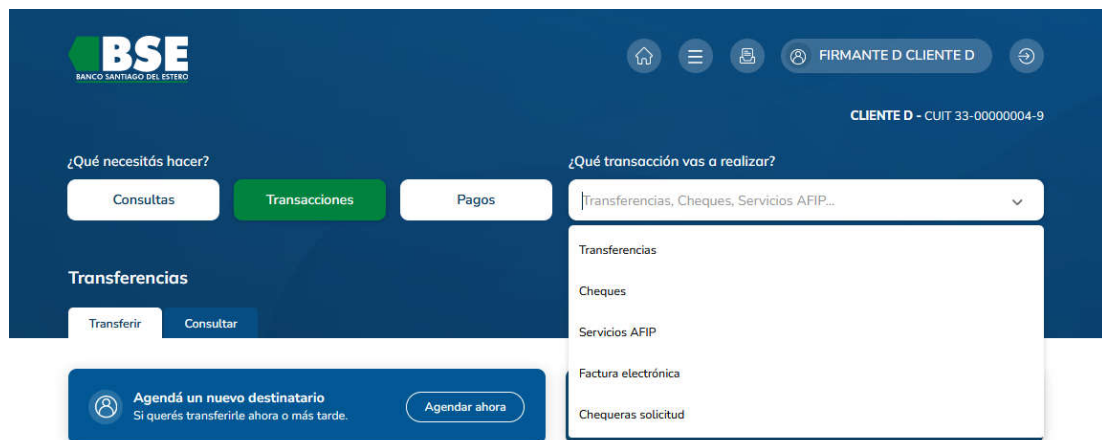 BSE
BANCO SANTIAGO DEL ESTERO
FIRMANTE D CLIENTE D
CLIENTE D - CUIT 33-00000004-9
¿Qué necesitás hacer?
¿Qué transacción vas a realizar?
Consultas
Transacciones
Pagos
Transferencias, Cheques, Servicios AFIP...
Transferencias
Cheques
Servicios AFIP
Factura electrónica
Chequeras solicitud
Transferencias
Transferir
Consultar
Agendá un nuevo destinatario
Si querés transferirle ahora o más tarde.
Agendar ahora